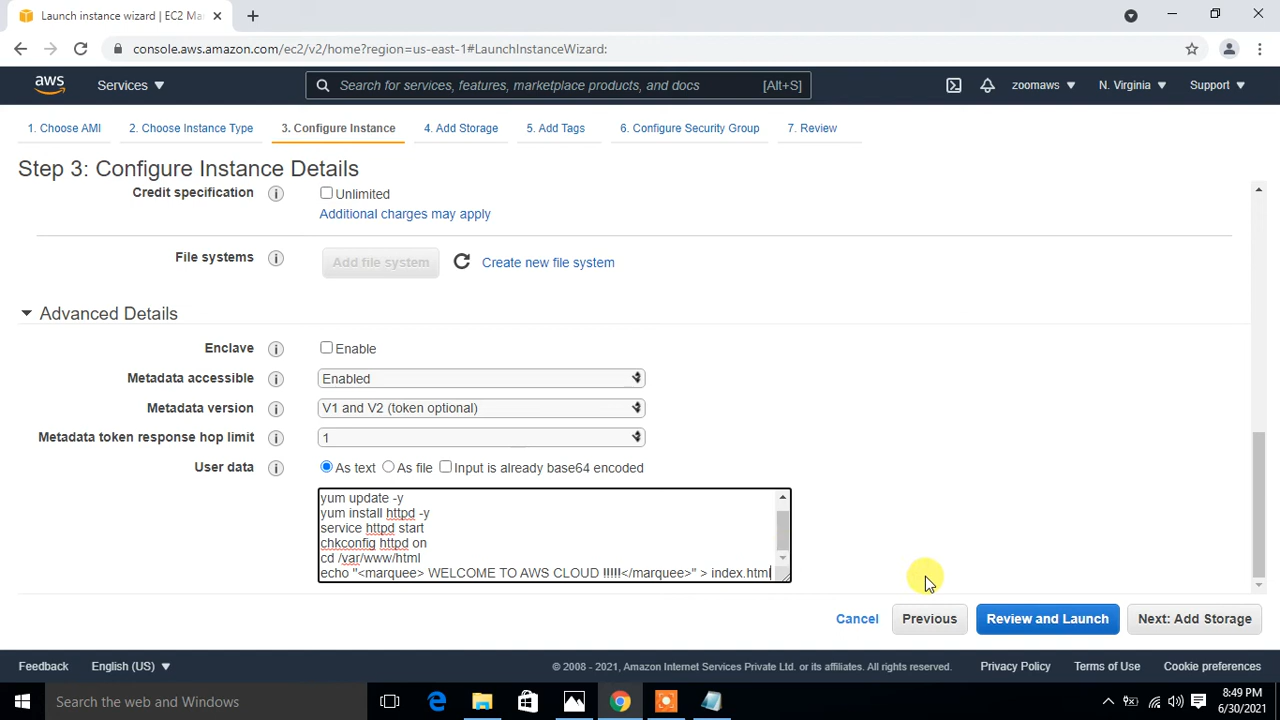 Launch instance wizard | EC2 Ma
console.aws.amazon.com/ec2/v2/home?region=us-east-1#LaunchInstanceWizard:
aws
Services
Search for services, features, marketplace products, and docs
[Alt+S]
zoomaws
N. Virginia
Support
1. Choose AMI
2. Choose Instance Type
3. Configure Instance
4. Add Storage
5. Add Tags
6. Configure Security Group
7. Review
Step 3: Configure Instance Details
Credit specification
Unlimited
Additional charges may apply
File systems
Add file system
Create new file system
Advanced Details
Enclave
Enable
Metadata accessible
Enabled
Metadata version
V1 and V2 (token optional)
Metadata token response hop limit
1
User data
As text
As file
Input is already base64 encoded
yum update -y
yum install httpd -y
service httpd start
chkconfig httpd on
cd /var/www/html
echo "<marquee> WELCOME TO AWS CLOUD !!!!!</marquee>" > index.html
Cancel
Previous
Review and Launch
Next: Add Storage
Feedback
English (US)
© 2008 - 2021, Amazon Internet Services Private Ltd. or its affiliates. All rights reserved.
Privacy Policy
Terms of Use
Cookie preferences
Search the web and Windows
8:49 PM
6/30/2021